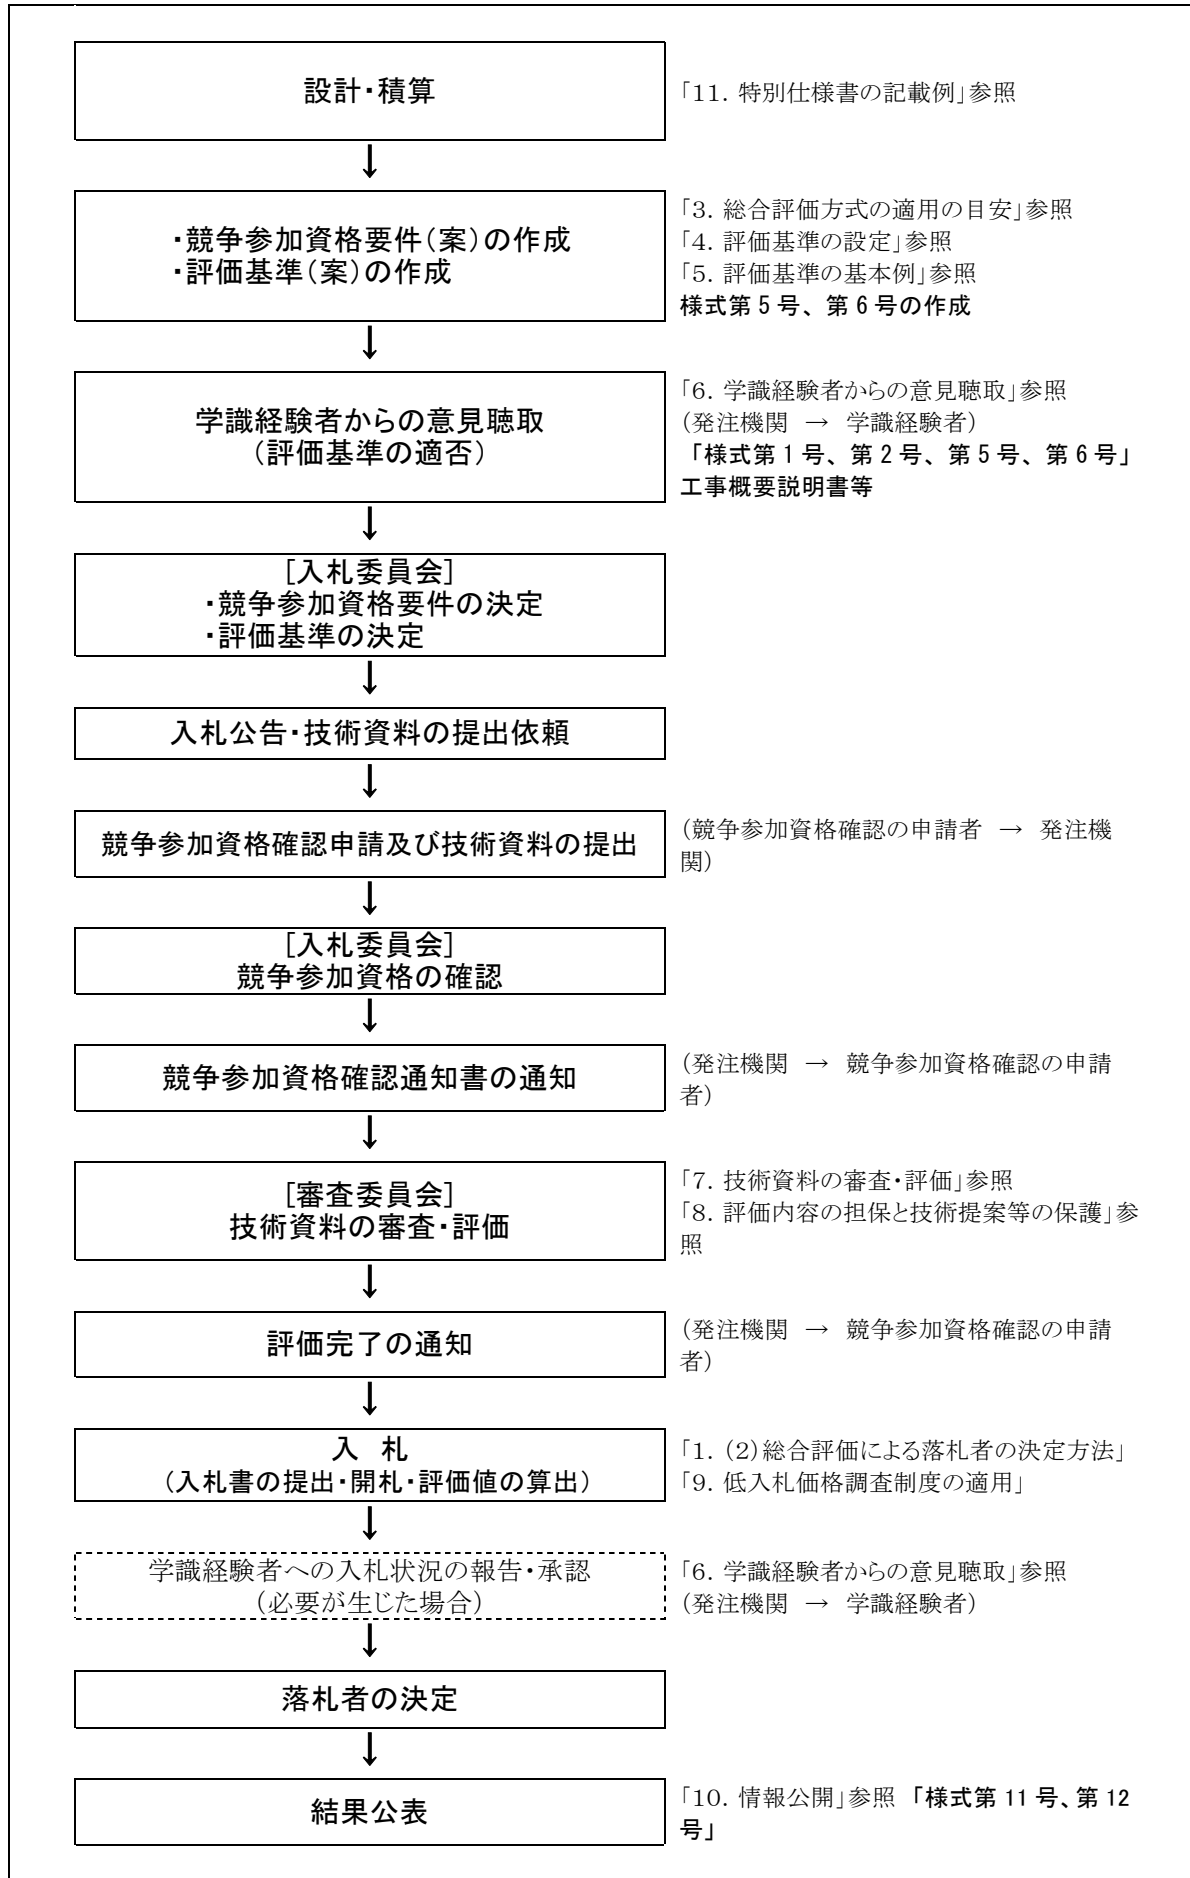 設計・積算
「11．特別仕様書の記載例」参照
↓
・競争参加資格要件（案）の作成
・評価基準（案）の作成
「3．総合評価方式の適用の目安」参照
「4．評価基準の設定」参照
「5．評価基準の基本例」参照
様式第５号、第６号の作成
↓
学識経験者からの意見聴取
（評価基準の適否）
「6．学識経験者からの意見聴取」参照
（発注機関　→　学識経験者）
「様式第１号、第２号、第５号、第６号」
工事概要説明書等
↓
［入札委員会］
・競争参加資格要件の決定
・評価基準の決定
↓
入札公告・技術資料の提出依頼
↓
競争参加資格確認申請及び技術資料の提出
（競争参加資格確認の申請者　→　発注機
関）
↓
［入札委員会］
競争参加資格の確認
↓
競争参加資格確認通知書の通知
（発注機関　→　競争参加資格確認の申請
者）
↓
［審査委員会］
技術資料の審査・評価
「7．技術資料の審査・評価」参照
「8．評価内容の担保と技術提案等の保護」参
照
↓
評価完了の通知
（発注機関　→　競争参加資格確認の申請
者）
↓
入　札
（入札書の提出・開札・評価値の算出）
「1．（2）総合評価による落札者の決定方法」
「9．低入札価格調査制度の適用」
↓
学識経験者への入札状況の報告・承認
（必要が生じた場合）
「6．学識経験者からの意見聴取」参照
（発注機関　→　学識経験者）
↓
落札者の決定
↓
結果公表
「10．情報公開」参照 「様式第 11 号、第 12
号」